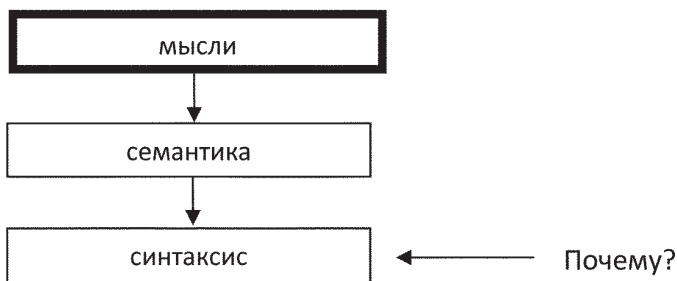 мысли
семантика
синтаксис
Почему?